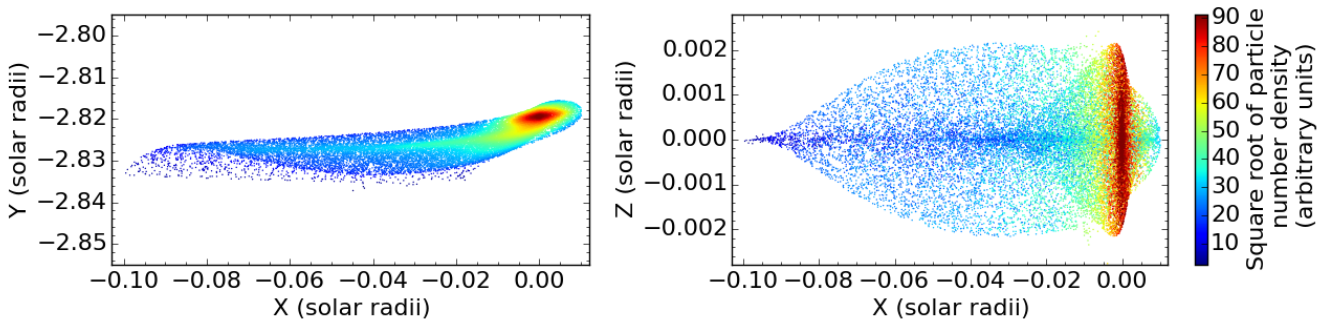 −2.80
−2.81
−2.82
−2.83
−2.84
−2.85
Y (solar radii)
−0.10 −0.08 −0.06 −0.04 −0.02 0.00
X (solar radii)
0.002
0.001
0.000
−0.001
−0.002
Z (solar radii)
−0.10 −0.08 −0.06 −0.04 −0.02 0.00
X (solar radii)
90
80
70
60
50
40
30
20
10
Square root of particle
number density
(arbitrary units)